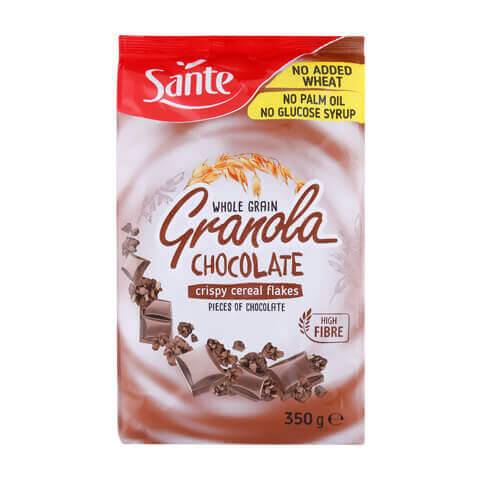 Sante
NO ADDED
WHEAT
NO PALM OIL
NO GLUCOSE SYRUP
WHOLE GRAIN
Granola
CHOCOLATE
crispy cereal flakes
PIECES OF CHOCOLATE
HIGH
FIBRE
350 g ℮